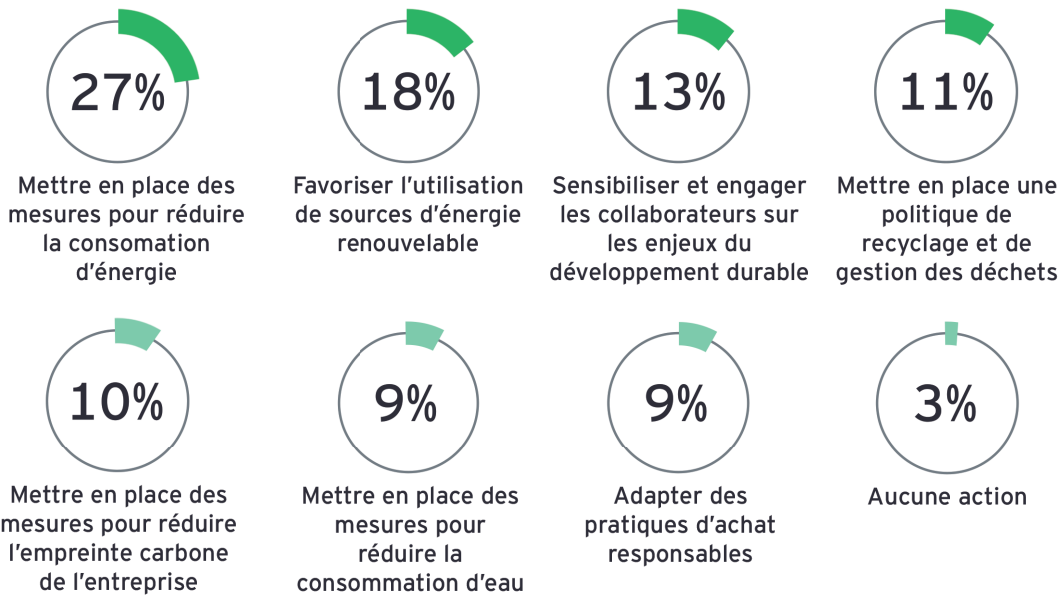 27%
Mettre en place des
mesures pour réduire
la consomation
d'énergie
18%
Favoriser l'utilisation
de sources d'énergie
renouvelable
13%
Sensibiliser et engager
les collaborateurs sur
les enjeux du
développement durable
11%
Mettre en place une
politique de
recyclage et de
gestion des déchets
10%
Mettre en place des
mesures pour réduire
l'empreinte carbone
de l'entreprise
9%
Mettre en place des
mesures pour
réduire la
consommation d'eau
9%
Adapter des
pratiques d'achat
responsables
3%
Aucune action